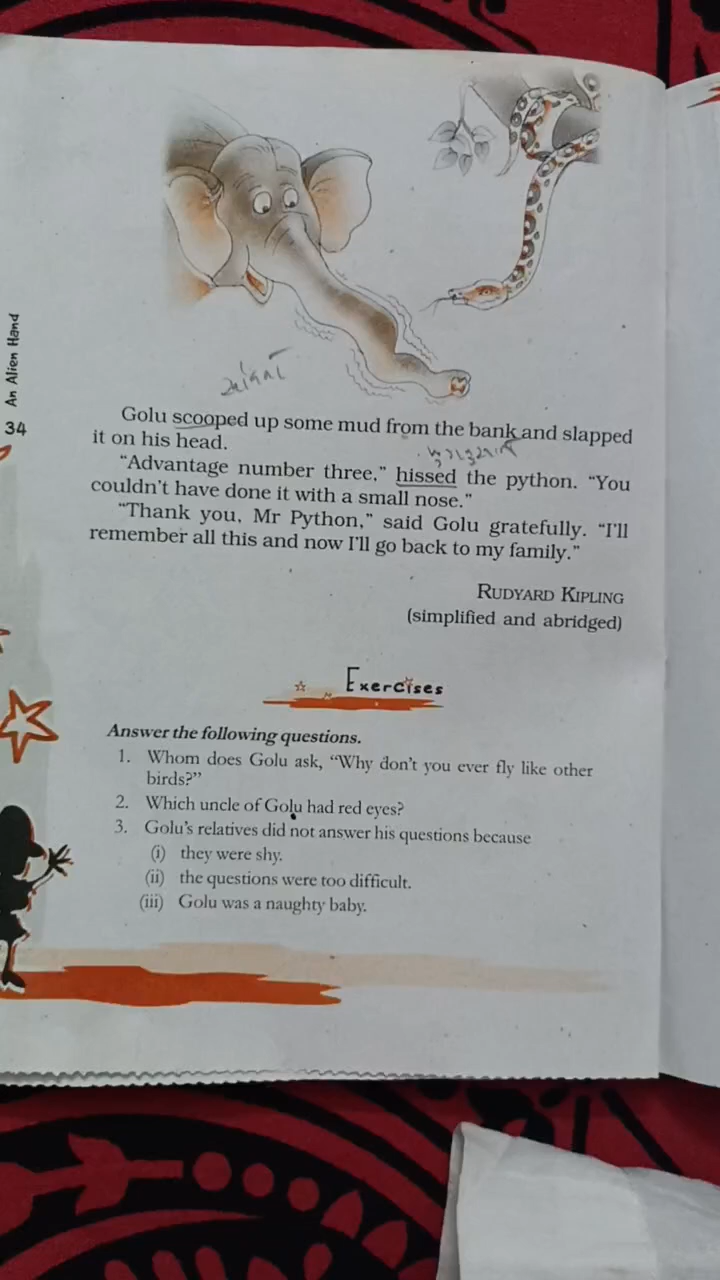 An Alien Hand
34
Golu scooped up some mud from the bank and slapped
it on his head.
"Advantage number three," hissed the python. "You
couldn't have done it with a small nose."
"Thank you, Mr Python," said Golu gratefully. "I'll
remember all this and now I'll go back to my family."
RUDYARD KIPLING
(simplified and abridged)
Exercises
Answer the following questions.
1. Whom does Golu ask, "Why don't you ever fly like other
birds?"
2. Which uncle of Golu had red eyes?
3. Golu's relatives did not answer his questions because
(i) they were shy.
(ii) the questions were too difficult.
(iii) Golu was a naughty baby.